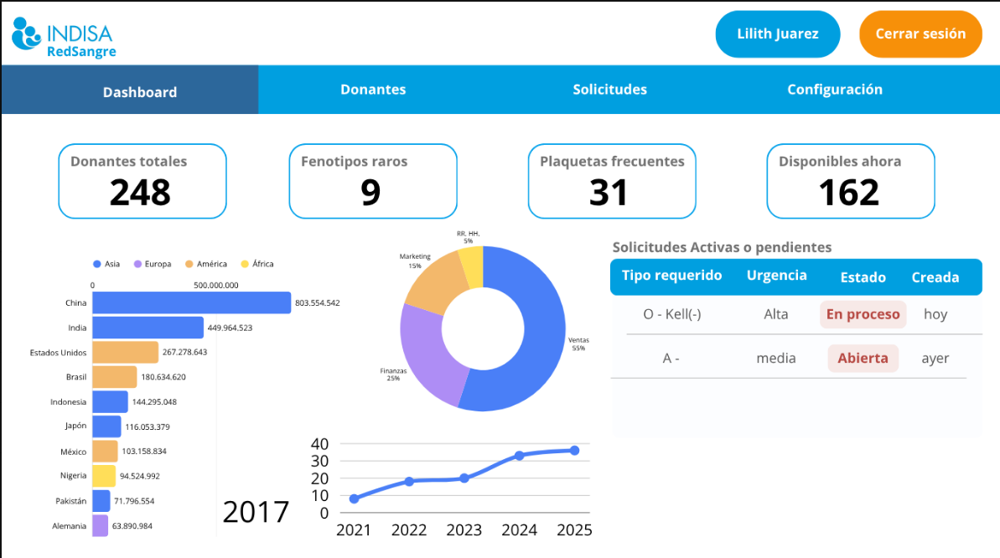 INDISA
RedSangre
Lilith Juarez
Cerrar sesión
Dashboard
Donantes
Solicitudes
Configuración
Donantes totales
248
Fenotipos raros
9
Plaquetas frecuentes
31
Disponibles ahora
162
Asia
Europa
América
África
0
500.000.000
China
803.554.542
India
449.964.523
Estados Unidos
267.278.643
Brasil
180.634.620
Indonesia
144.295.048
Japón
116.053.379
México
103.158.834
Nigeria
94.524.992
Pakistán
71.796.554
Alemania
63.890.984
2017
RR, HH,
5%
Marketing
15%
Ventas
55%
Finanzas
25%
40
30
20
10
0
2021 2022 2023 2024 2025
Solicitudes Activas o pendientes
Tipo requerido Urgencia Estado Creada
O - Kell(-) Alta En proceso hoy
A - media Abierta ayer